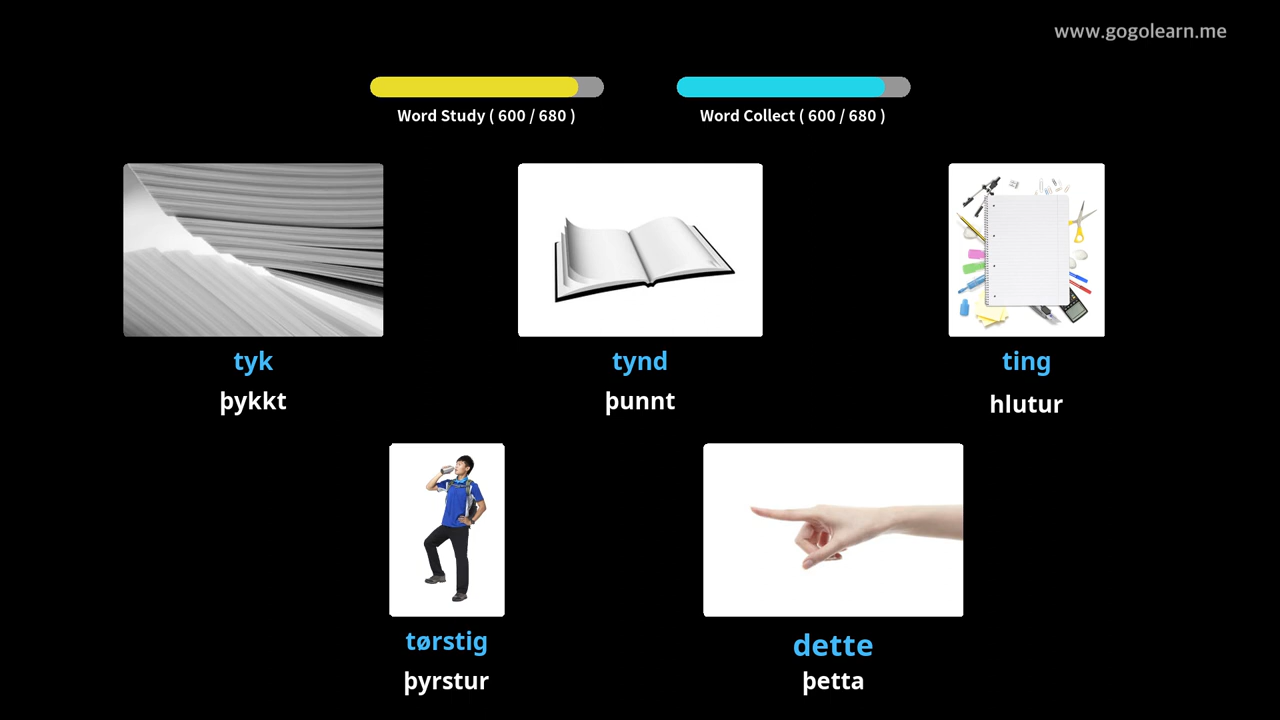 www.gogolearn.me
Word Study ( 600 / 680 )
Word Collect ( 600 / 680 )
tyk
þykkt
tynd
þunnt
ting
hlutur
tørstig
þyrstur
dette
þetta